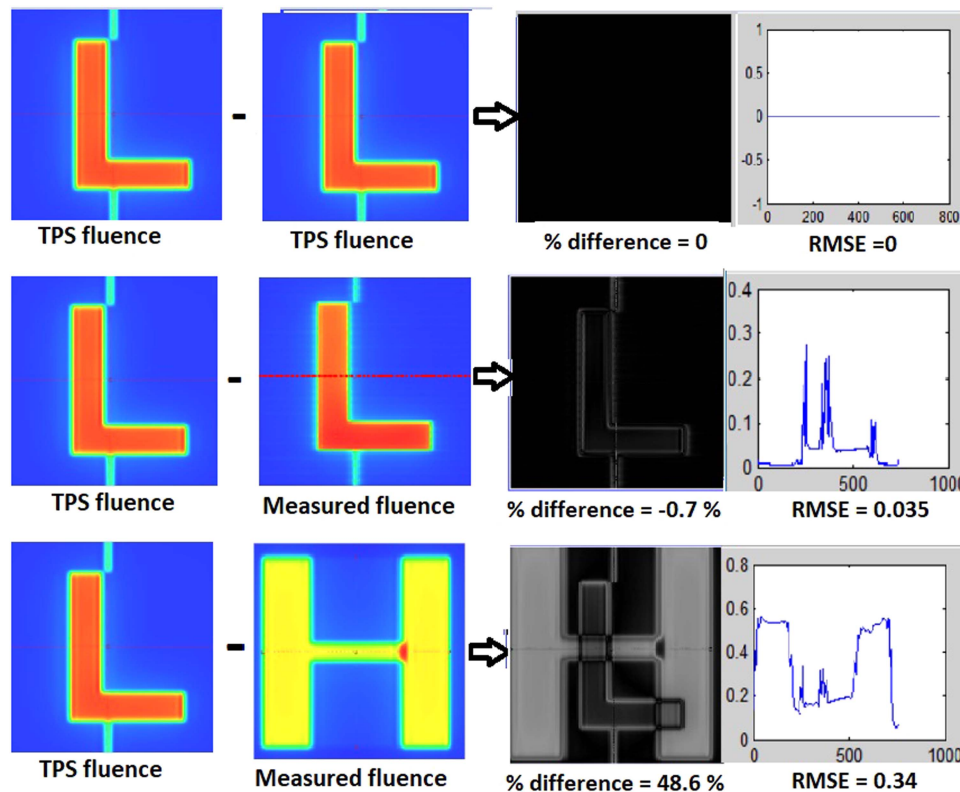 1
0.5
0
-0.5
-1
0 200 400 600 800
TPS fluence
-
TPS fluence
% difference = 0
RMSE =0
0.4
0.3
0.2
0.1
0
0 500 1000
TPS fluence
-
Measured fluence
% difference = -0.7 %
RMSE = 0.035
0.8
0.6
0.4
0.2
0
0 500 1000
TPS fluence
-
Measured fluence
% difference = 48.6 %
RMSE = 0.34